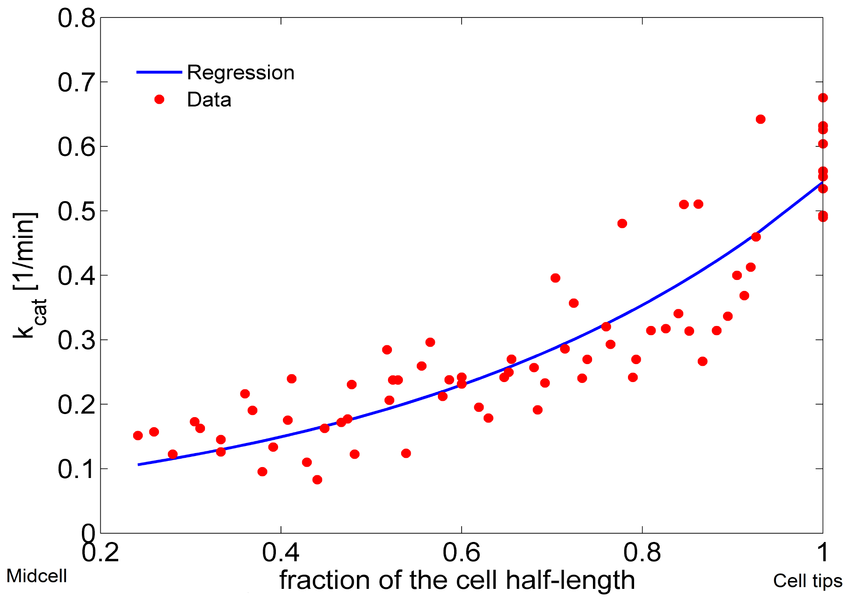 0.8
0.7
Regression
Data
0.6
0.5
k_cat [1/min]
0.4
0.3
0.2
0.1
0
0.2 0.4 0.6 0.8 1
Midcell fraction of the cell half-length Cell tips